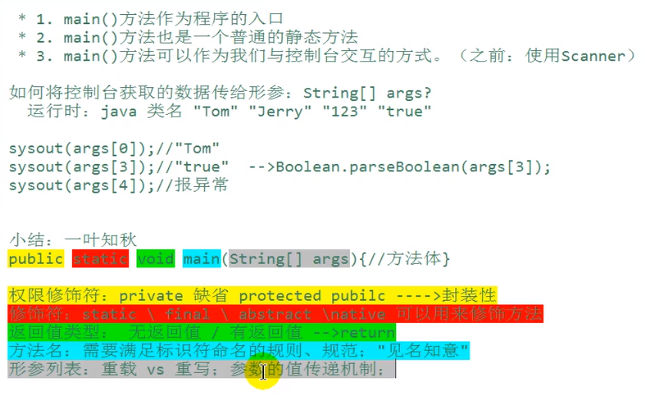 * 1. main()方法作为程序的入口
* 2. main()方法也是一个普通的静态方法
* 3. main()方法可以作为我们与控制台交互的方式。（之前：使用Scanner）
如何将控制台获取的数据传给形参：String[] args?
运行时：java 类名 "Tom" "Jerry" "123" "true"
sysout(args[0]);//"Tom"
sysout(args[3]);//"true" -->Boolean.parseBoolean(args[3]);
sysout(args[4]);//报异常
小结：一叶知秋
public static void main(String[] args){//方法体}
权限修饰符：private 缺省 protected pubilc ---->封装性
修饰符：static \ final \ abstract \native 可以用来修饰方法
返回值类型： 无返回值 / 有返回值 -->return
方法名：需要满足标识符命名的规则、规范；"见名知意"
形参列表：重载 vs 重写；参数的值传递机制；